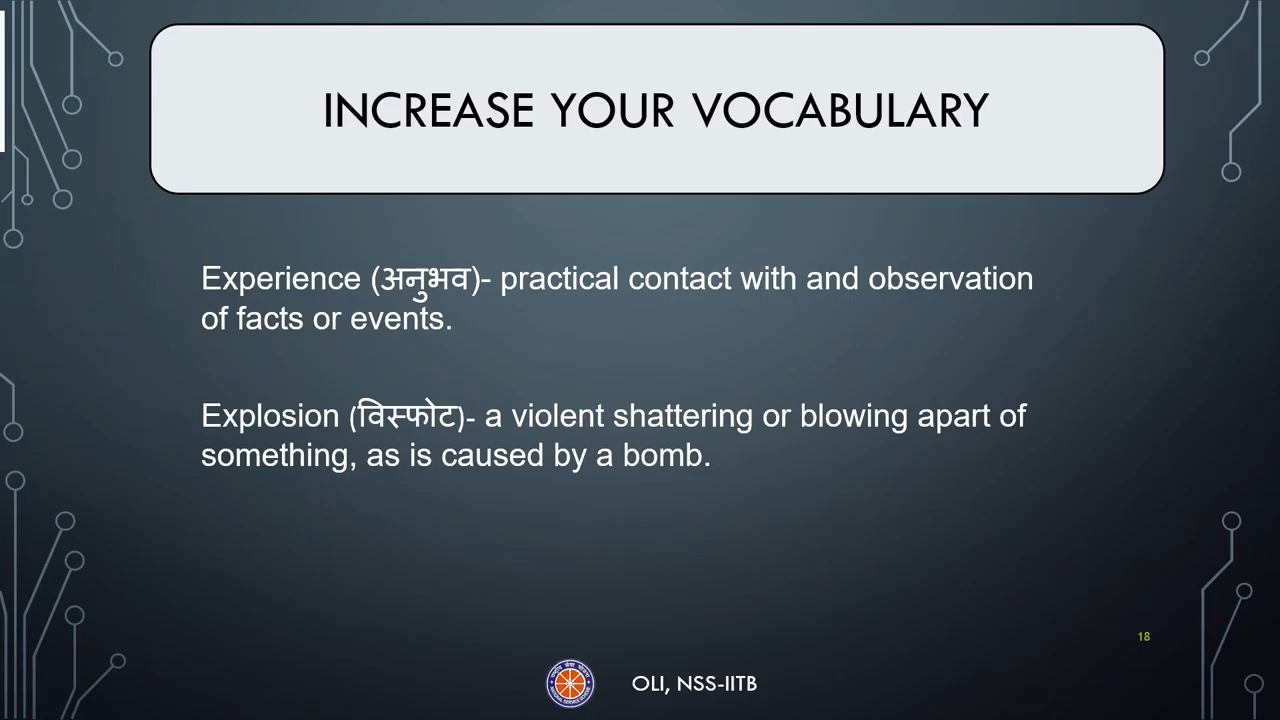 INCREASE YOUR VOCABULARY
Experience (अनुभव)- practical contact with and observation
of facts or events.
Explosion (विस्फोट)- a violent shattering or blowing apart of
something, as is caused by a bomb.
18
OLI, NSS-IITB